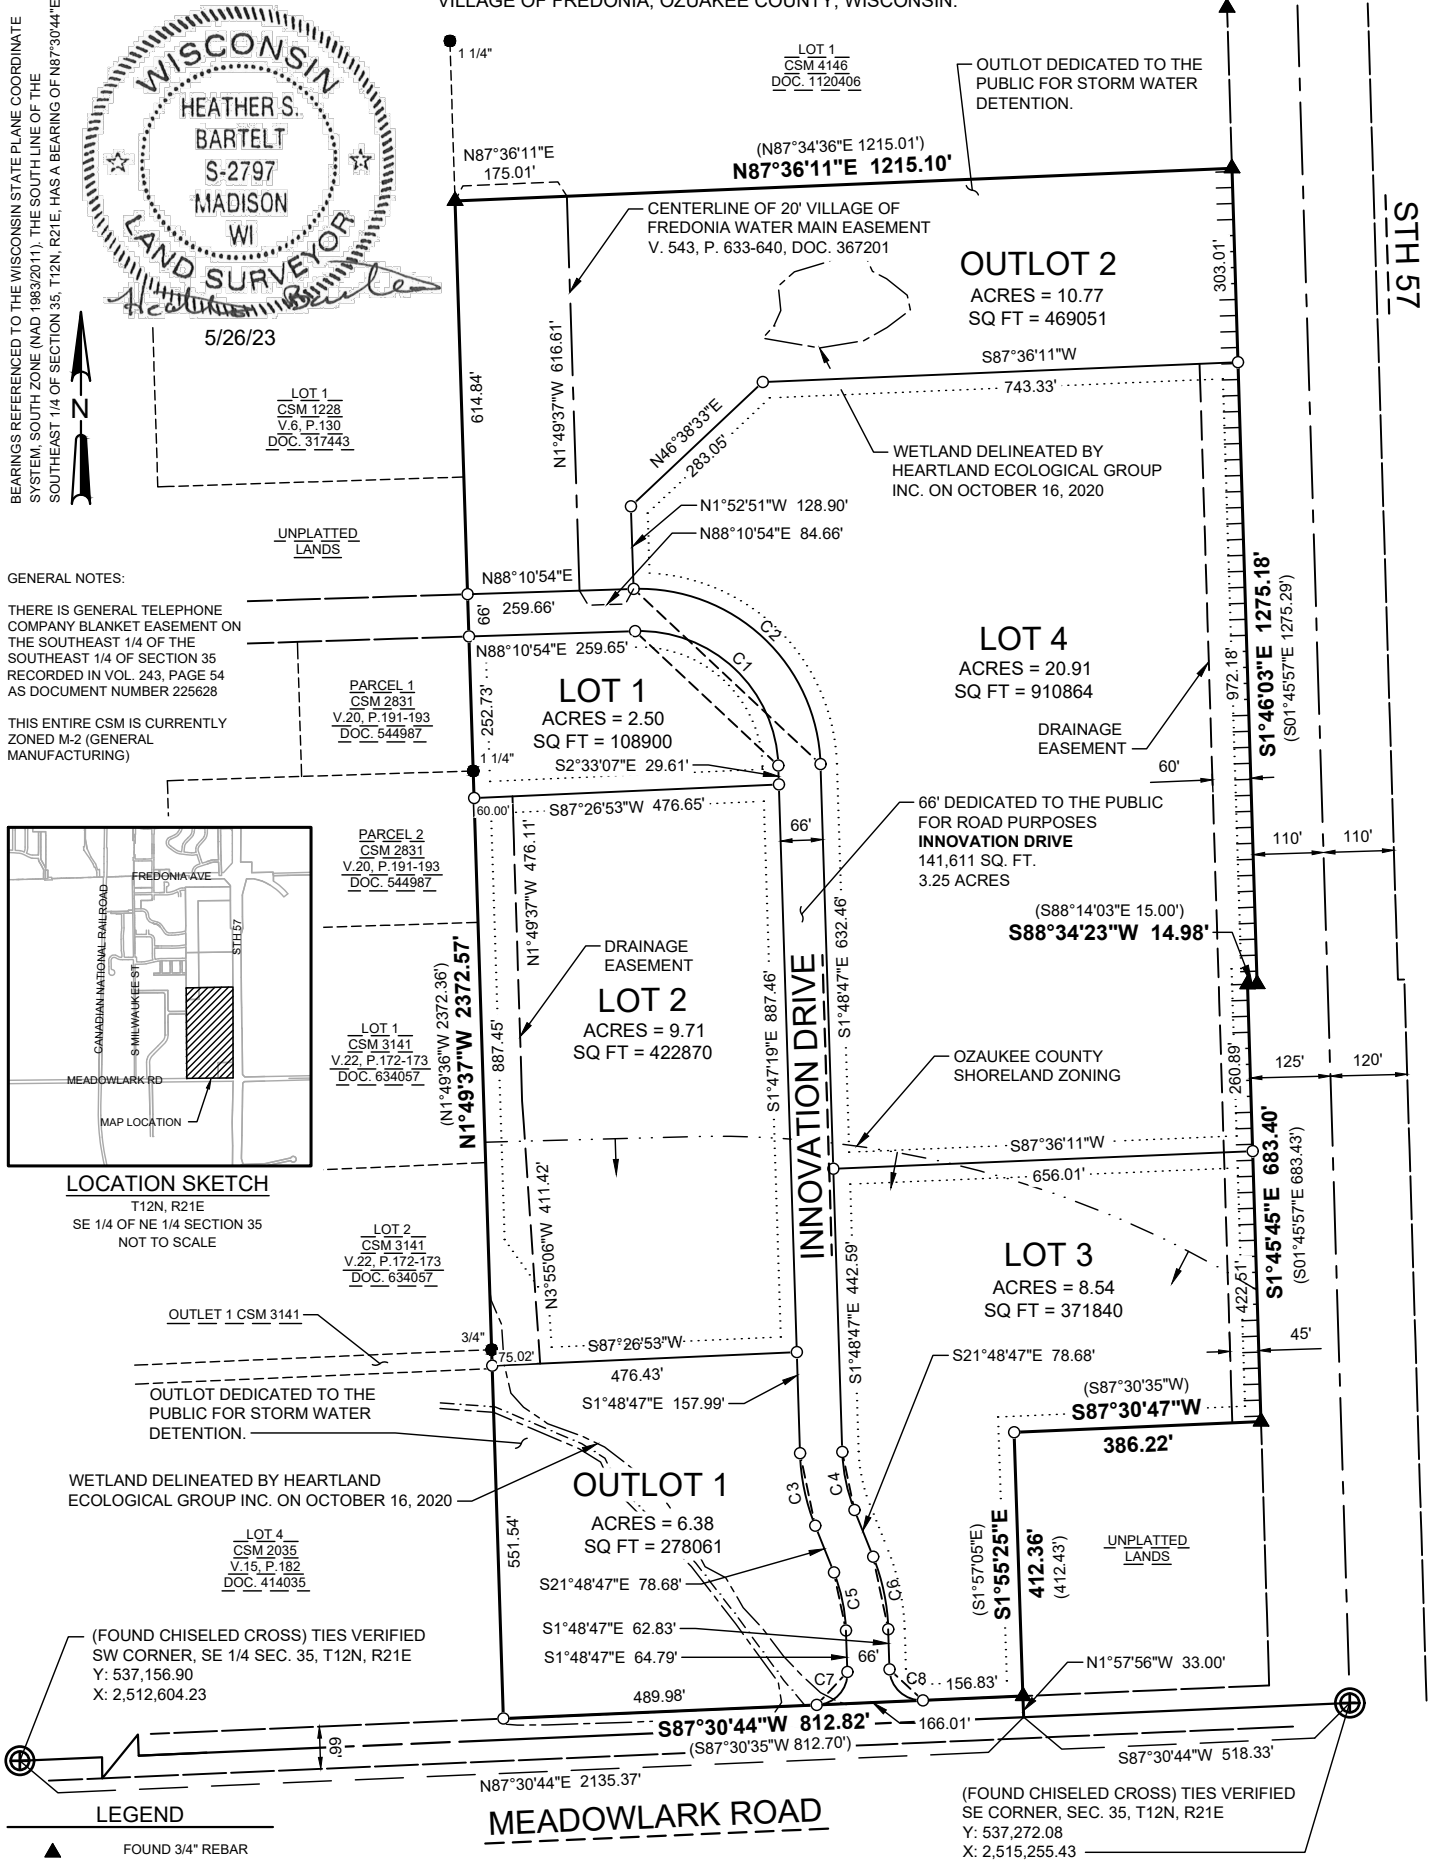 VILLAGE OF FREDONIA, OZUAKEE COUNTY, WISCONSIN.
BEARINGS REFERENCED TO THE WISCONSIN STATE PLANE COORDINATE
SYSTEM, SOUTH ZONE (NAD 1983/2011). THE SOUTH LINE OF THE
SOUTHEAST 1/4 OF SECTION 35, T12N, R21E, HAS A BEARING OF N87°30'44"E
WISCONSIN
HEATHER S.
BARTELT
S-2797
MADISON
WI
LAND SURVEYOR
Heather Bartelt
5/26/23
N
1 1/4"
LOT 1
CSM 4146
DOC. 1120406
OUTLOT DEDICATED TO THE
PUBLIC FOR STORM WATER
DETENTION.
STH 57
N87°36'11"E
175.01'
(N87°34'36"E 1215.01')
N87°36'11"E 1215.10'
CENTERLINE OF 20' VILLAGE OF
FREDONIA WATER MAIN EASEMENT
V. 543, P. 633-640, DOC. 367201
OUTLOT 2
ACRES = 10.77
SQ FT = 469051
303.01'
S87°36'11"W
743.33'
614.84'
N1°49'37"W 616.61'
N46°38'33"E
283.05'
WETLAND DELINEATED BY
HEARTLAND ECOLOGICAL GROUP
INC. ON OCTOBER 16, 2020
N1°52'51"W 128.90'
N88°10'54"E 84.66'
LOT 1
CSM 1228
V.6, P.130
DOC. 317443
UNPLATTED
LANDS
GENERAL NOTES:
THERE IS GENERAL TELEPHONE
COMPANY BLANKET EASEMENT ON
THE SOUTHEAST 1/4 OF THE
SOUTHEAST 1/4 OF SECTION 35
RECORDED IN VOL. 243, PAGE 54
AS DOCUMENT NUMBER 225628
THIS ENTIRE CSM IS CURRENTLY
ZONED M-2 (GENERAL
MANUFACTURING)
N88°10'54"E
259.66'
66'
N88°10'54"E 259.65'
C2
C1
LOT 1
ACRES = 2.50
SQ FT = 108900
S2°33'07"E 29.61'
252.73'
1 1/4"
PARCEL 1
CSM 2831
V.20, P.191-193
DOC. 544987
LOT 4
ACRES = 20.91
SQ FT = 910864
DRAINAGE
EASEMENT
60'
972.18'
S1°46'03"E 1275.18'
(S01°45'57"E 1275.29')
60.00'
S87°26'53"W 476.65'
66'
66' DEDICATED TO THE PUBLIC
FOR ROAD PURPOSES
INNOVATION DRIVE
141,611 SQ. FT.
3.25 ACRES
110'
110'
PARCEL 2
CSM 2831
V.20, P.191-193
DOC. 544987
N1°49'37"W 476.11'
DRAINAGE
EASEMENT
S1°48'47"E 632.46'
(S88°14'03"E 15.00')
S88°34'23"W 14.98'
FREDONIA AVE
CANADIAN NATIONAL RAILROAD
S MILWAUKEE ST
STH 57
MEADOWLARK RD
MAP LOCATION
LOCATION SKETCH
T12N, R21E
SE 1/4 OF NE 1/4 SECTION 35
NOT TO SCALE
LOT 1
CSM 3141
V.22, P.172-173
DOC. 634057
(N1°49'36"W 2372.36')
N1°49'37"W 2372.57'
887.45'
LOT 2
ACRES = 9.71
SQ FT = 422870
S1°47'19"E 887.46'
INNOVATION DRIVE
OZAUKEE COUNTY
SHORELAND ZONING
260.89'
125'
120'
S87°36'11"W
656.01'
LOT 2
CSM 3141
V.22, P.172-173
DOC. 634057
N3°55'06"W 411.42'
S1°48'47"E 442.59'
LOT 3
ACRES = 8.54
SQ FT = 371840
422.51'
S1°45'45"E 683.40'
(S01°45'57"E 683.43')
45'
OUTLET 1 CSM 3141
3/4"
75.02'
S87°26'53"W
476.43'
S21°48'47"E 78.68'
S1°48'47"E 157.99'
(S87°30'35"W)
S87°30'47"W
386.22'
OUTLOT DEDICATED TO THE
PUBLIC FOR STORM WATER
DETENTION.
WETLAND DELINEATED BY HEARTLAND
ECOLOGICAL GROUP INC. ON OCTOBER 16, 2020
OUTLOT 1
ACRES = 6.38
SQ FT = 278061
C3
C4
551.54'
LOT 4
CSM 2035
V.15, P.182
DOC. 414035
S21°48'47"E 78.68'
C5
C6
(S1°57'05"E)
S1°55'25"E
412.36'
(412.43')
UNPLATTED
LANDS
S1°48'47"E 62.83'
S1°48'47"E 64.79'
66'
C7
C8
156.83'
N1°57'56"W 33.00'
(FOUND CHISELED CROSS) TIES VERIFIED
SW CORNER, SE 1/4 SEC. 35, T12N, R21E
Y: 537,156.90
X: 2,512,604.23
489.98'
S87°30'44"W 812.82'
(S87°30'35"W 812.70')
166.01'
66'
S87°30'44"W 518.33'
N87°30'44"E 2135.37'
MEADOWLARK ROAD
(FOUND CHISELED CROSS) TIES VERIFIED
SE CORNER, SEC. 35, T12N, R21E
Y: 537,272.08
X: 2,515,255.43
LEGEND
FOUND 3/4" REBAR